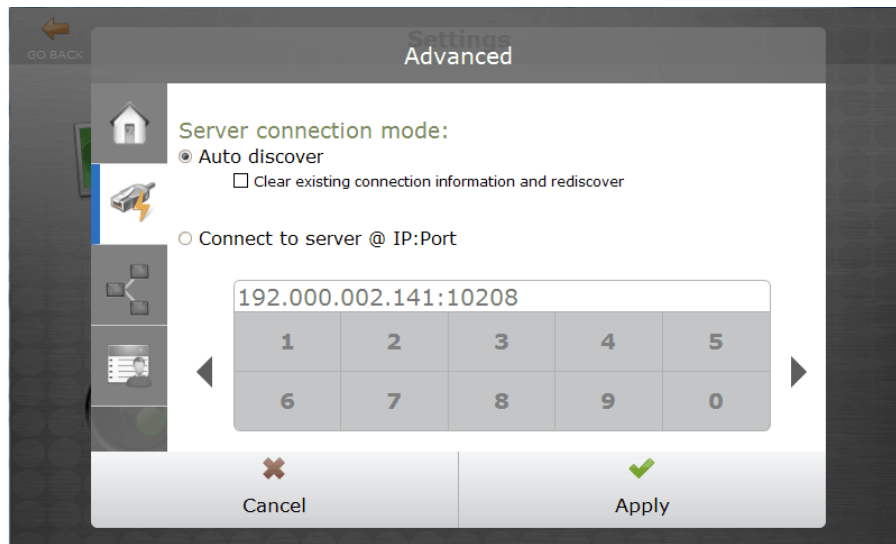 Settings
GO BACK
Advanced
Server connection mode:
Auto discover
Clear existing connection information and rediscover
Connect to server @ IP:Port
192.000.002.141:10208
1 2 3 4 5
6 7 8 9 0
Cancel Apply